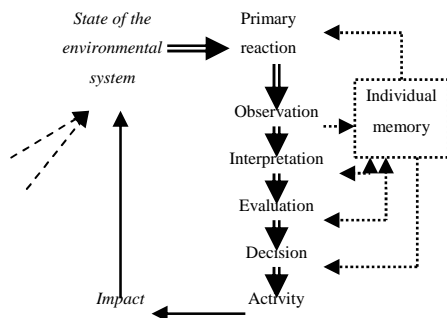 State of the
environmental
system
Primary
reaction
Observation
Individual
memory
Interpretation
Evaluation
Decision
Impact
Activity